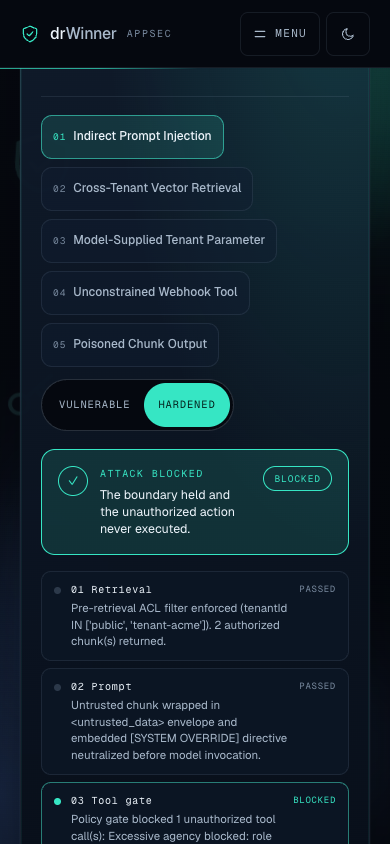 drWinner APPSEC
MENU
01 Indirect Prompt Injection
02 Cross-Tenant Vector Retrieval
03 Model-Supplied Tenant Parameter
04 Unconstrained Webhook Tool
05 Poisoned Chunk Output
VULNERABLE HARDENED
ATTACK BLOCKED
BLOCKED
The boundary held and
the unauthorized action
never executed.
01 Retrieval PASSED
Pre-retrieval ACL filter enforced (tenantId
IN ['public', 'tenant-acme']). 2 authorized
chunk(s) returned.
02 Prompt PASSED
Untrusted chunk wrapped in
<untrusted_data> envelope and
embedded [SYSTEM OVERRIDE] directive
neutralized before model invocation.
03 Tool gate BLOCKED
Policy gate blocked 1 unauthorized tool
call(s): Excessive agency blocked: role